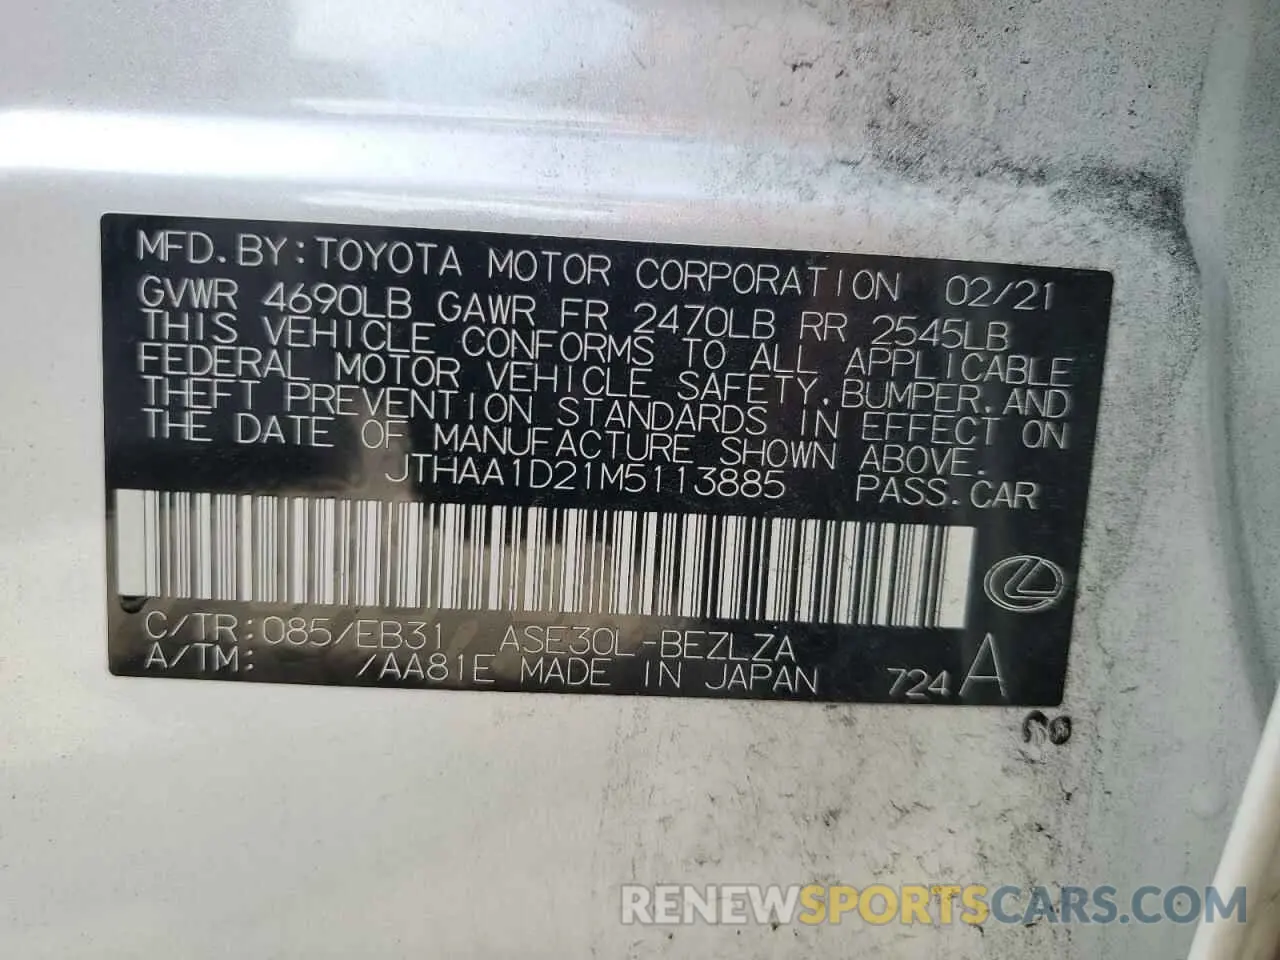 MFD.BY:TOYOTA MOTOR CORPORATION 02/21
GVWR 4690LB GAWR FR 2470LB RR 2545LB
THIS VEHICLE CONFORMS TO ALL APPLICABLE
FEDERAL MOTOR VEHICLE SAFETY,BUMPER,AND
THEFT PREVENTION STANDARDS IN EFFECT ON
THE DATE OF MANUFACTURE SHOWN ABOVE.
JTHAA1D21M5113885 PASS.CAR
C/TR:085/EB31 ASE30L-BEZLZA
A/TM: /AA81E MADE IN JAPAN 724 A
RENEWSPORTSCARS.COM